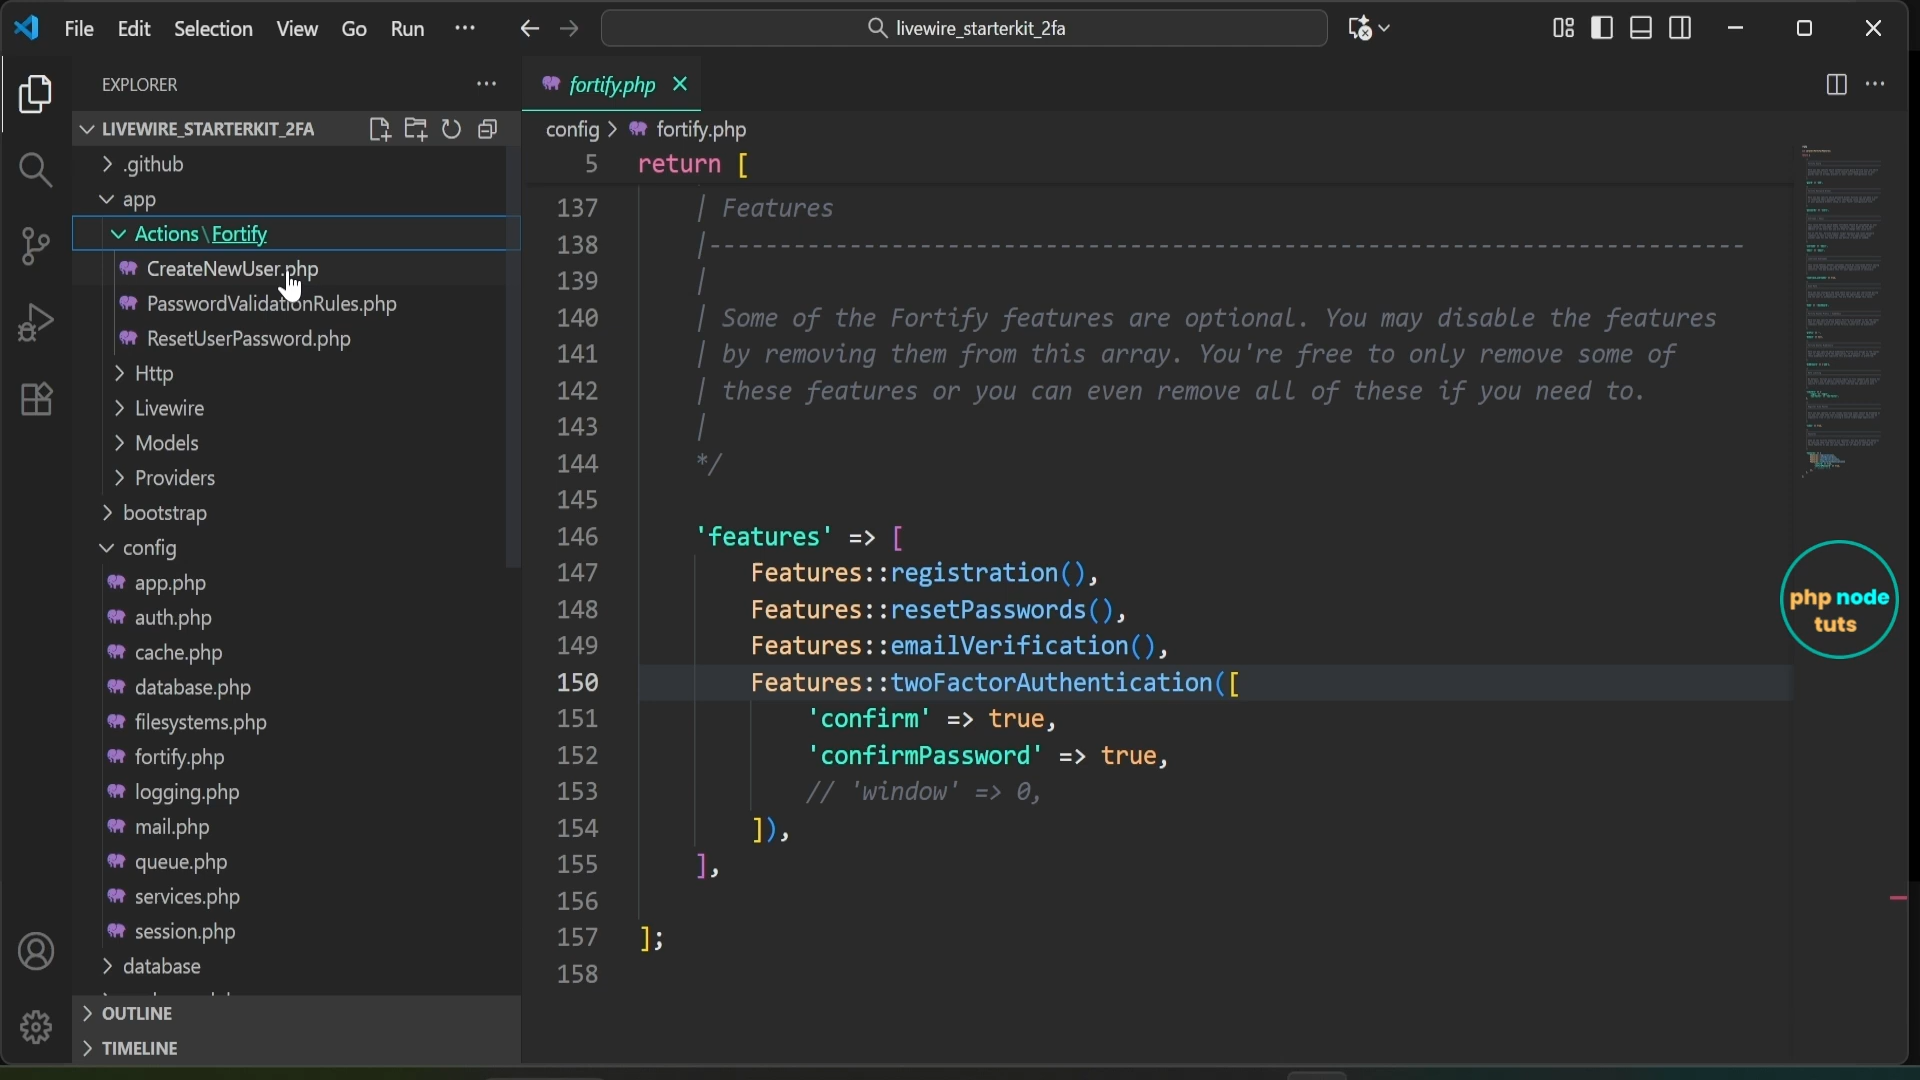 File Edit Selection View Go Run ···
livewire_starterkit_2fa
EXPLORER
LIVEWIRE_STARTERKIT_2FA
.github
app
Actions\Fortify
CreateNewUser.php
PasswordValidationRules.php
ResetUserPassword.php
Http
Livewire
Models
Providers
bootstrap
config
app.php
auth.php
cache.php
database.php
filesystems.php
fortify.php
logging.php
mail.php
queue.php
services.php
session.php
database
OUTLINE
TIMELINE
fortify.php
config > fortify.php
5 return [
137 | Features
138 |--------------------------------------------------------------------------
139 |
140 | Some of the Fortify features are optional. You may disable the features
141 | by removing them from this array. You're free to only remove some of
142 | these features or you can even remove all of these if you need to.
143 |
144 */
145
146 'features' => [
147 Features::registration(),
148 Features::resetPasswords(),
149 Features::emailVerification(),
150 Features::twoFactorAuthentication([
151 'confirm' => true,
152 'confirmPassword' => true,
153 // 'window' => 0,
154 ]),
155 ],
156
157 ];
158
php node
tuts